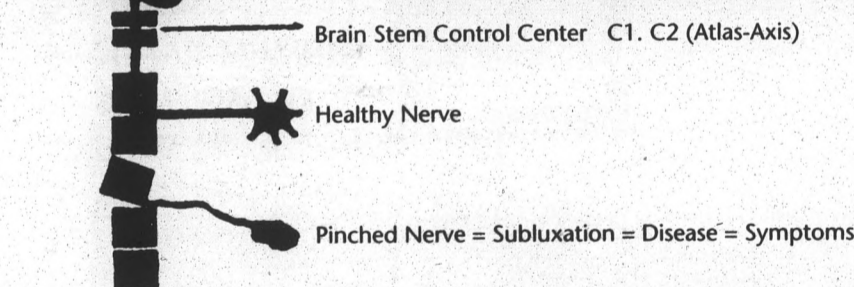 Brain Stem Control Center C1. C2 (Atlas-Axis)
Healthy Nerve
Pinched Nerve = Subluxation = Disease = Symptoms